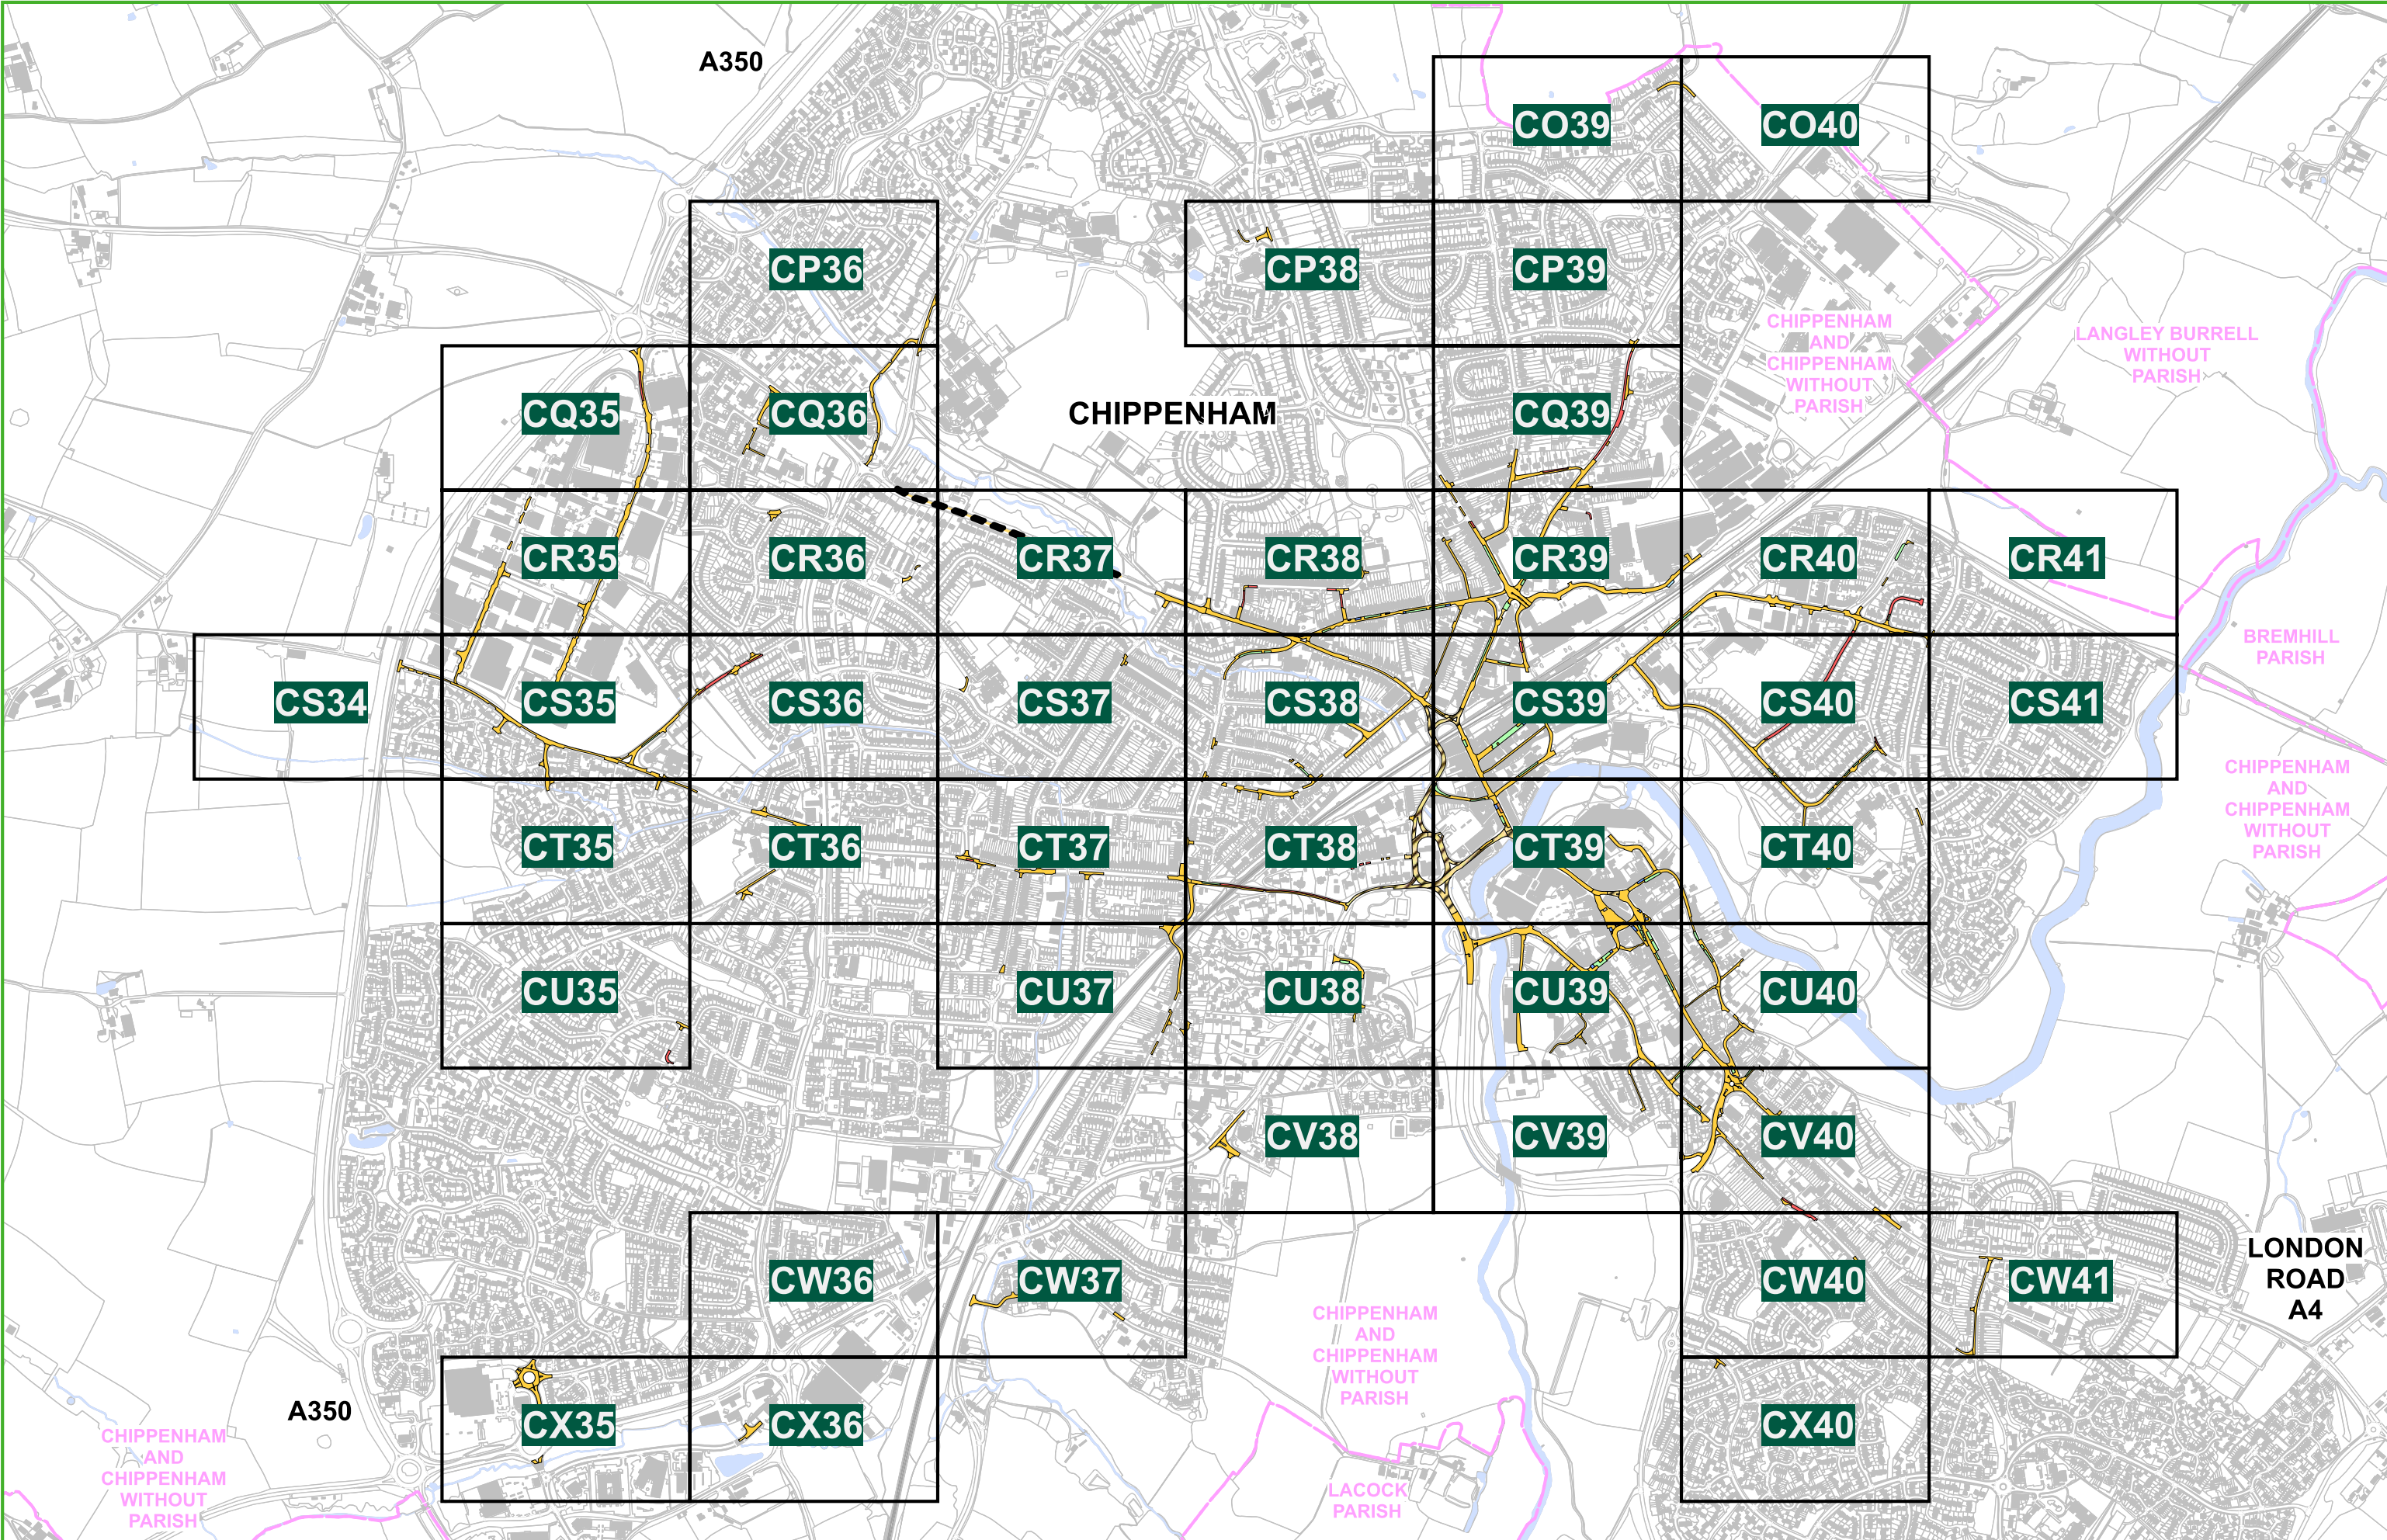 A350
CO39
CO40
CP36
CP38
CP39
CHIPPENHAM
AND
CHIPPENHAM
WITHOUT
PARISH
LANGLEY BURRELL
WITHOUT
PARISH
CQ35
CQ36
CHIPPENHAM
CQ39
CR35
CR36
CR37
CR38
CR39
CR40
CR41
BREMHILL
PARISH
CS34
CS35
CS36
CS37
CS38
CS39
CS40
CS41
CHIPPENHAM
AND
CHIPPENHAM
WITHOUT
PARISH
CT35
CT36
CT37
CT38
CT39
CT40
CU35
CU37
CU38
CU39
CU40
CV38
CV39
CV40
CW36
CW37
CW40
CW41
LONDON
ROAD
A4
CHIPPENHAM
AND
CHIPPENHAM
WITHOUT
PARISH
A350
CX35
CX36
CX40
CHIPPENHAM
AND
CHIPPENHAM
WITHOUT
PARISH
LACOCK
PARISH